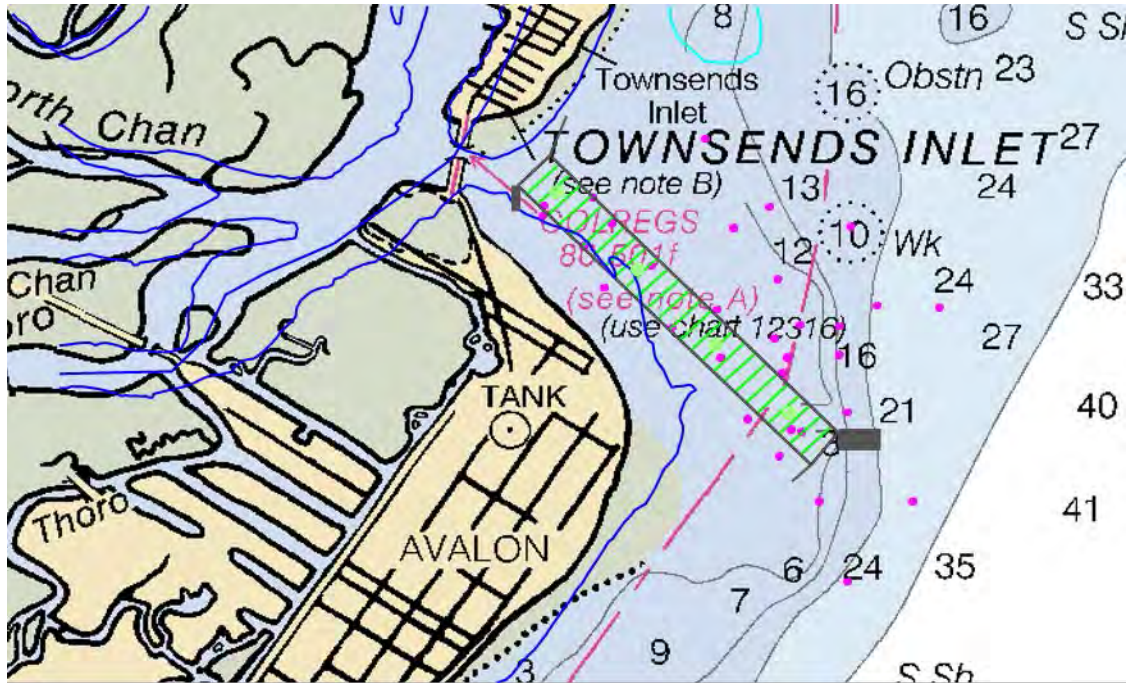 8
16
S Sh
Townsends
Inlet
16
Obstn
23
orth Chan
TOWNSENDS INLET
27
(see note B)
13
24
COLREGS
80.501f
12
10
Wk
Chan
oro
(see note A)
24
33
(use chart 12316)
16
27
TANK
21
40
3
Thoro
41
AVALON
6
24
35
7
9
3
S Sh